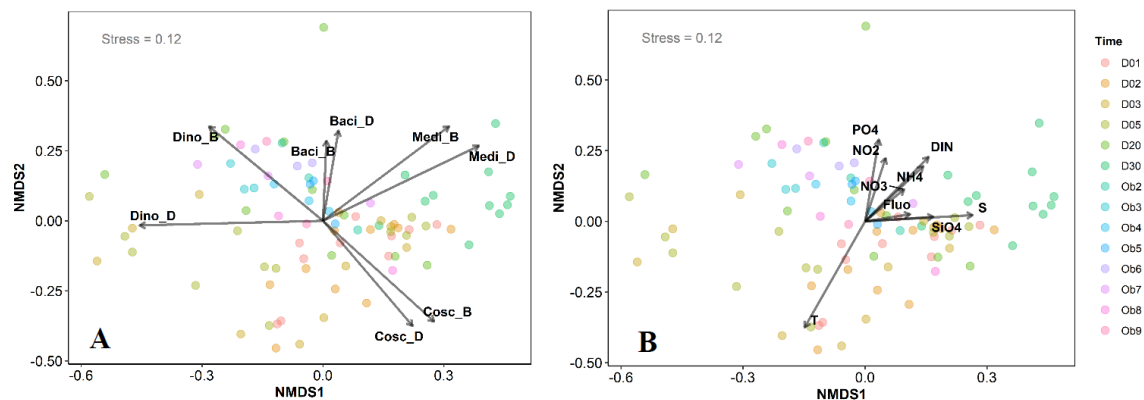 Stress = 0.12
0.50
0.25
0.00
-0.25
-0.50
NMDS2
Dino_B
Baci_D
Baci_B
Medi_B
Medi_D
Dino_D
Cosc_B
Cosc_D
A
-0.6
-0.3
0.0
0.3
NMDS1
Stress = 0.12
0.50
0.25
0.00
-0.25
-0.50
NMDS2
PO4
NO2
DIN
NH4
NO3
Fluo
S
SiO4
T
B
-0.6
-0.3
0.0
0.3
NMDS1
Time
D01
D02
D03
D05
D20
D30
Ob2
Ob3
Ob4
Ob5
Ob6
Ob7
Ob8
Ob9